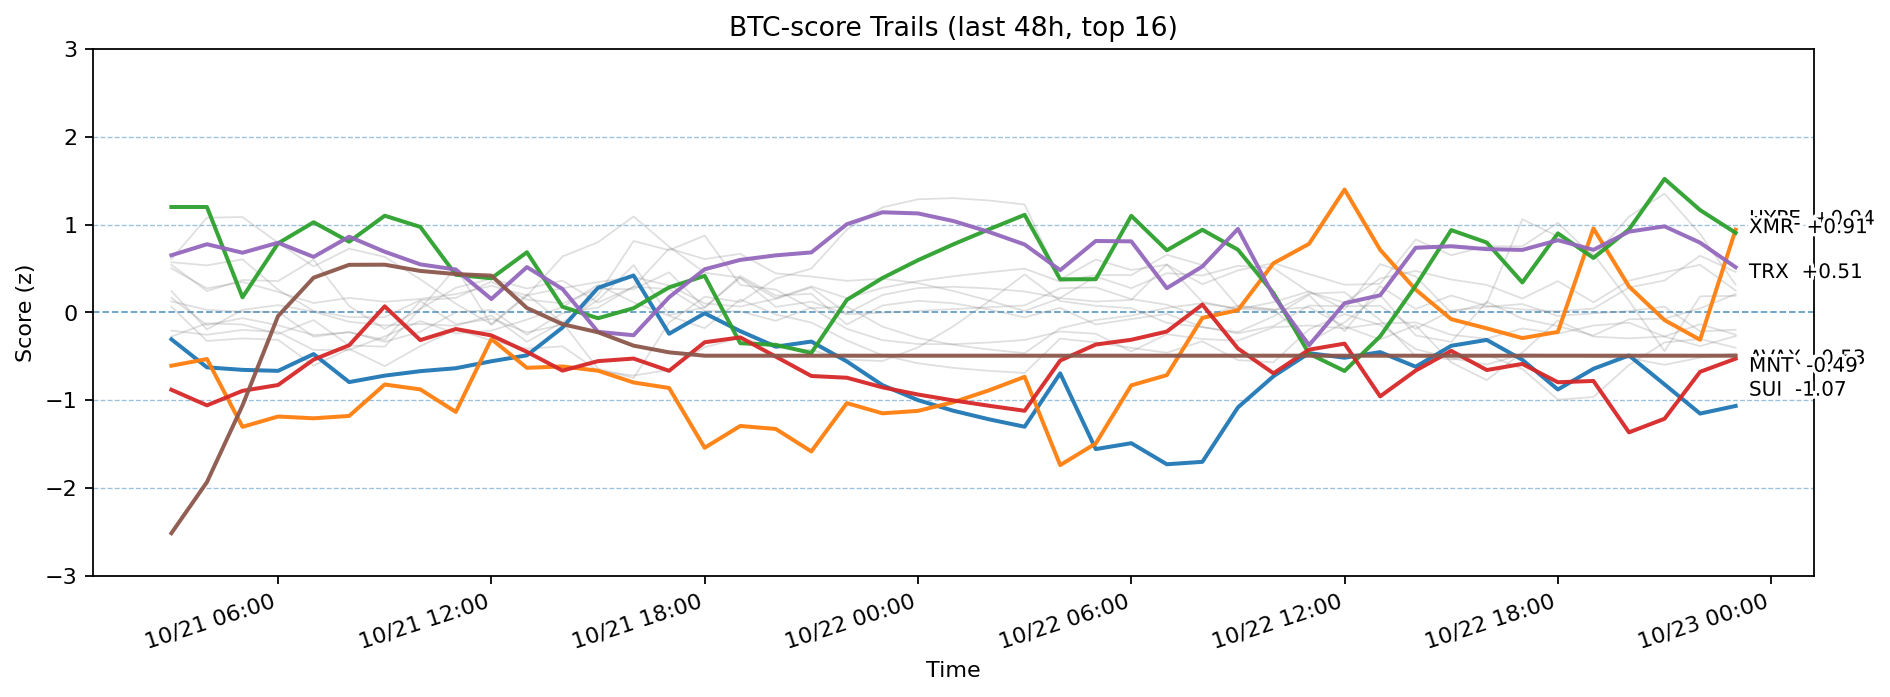 BTC-score Trails (last 48h, top 16)
Score (z)
3
2
1
0
−1
−2
−3
XMR +0.91
TRX +0.51
MNT -0.49
SUI -1.07
10/21 06:00
10/21 12:00
10/21 18:00
10/22 00:00
10/22 06:00
10/22 12:00
10/22 18:00
10/23 00:00
Time